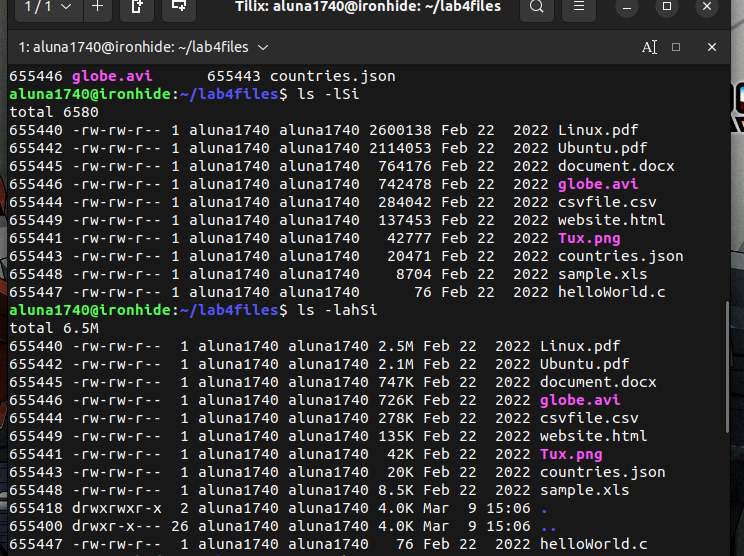 1/1
Tilix: aluna1740@ironhide: ~/lab4files
1: aluna1740@ironhide: ~/lab4files
655446 globe.avi      655443 countries.json
aluna1740@ironhide:~/lab4files$ ls -lSi
total 6580
655440 -rw-rw-r-- 1 aluna1740 aluna1740 2600138 Feb 22  2022 Linux.pdf
655442 -rw-rw-r-- 1 aluna1740 aluna1740 2114053 Feb 22  2022 Ubuntu.pdf
655445 -rw-rw-r-- 1 aluna1740 aluna1740  764176 Feb 22  2022 document.docx
655446 -rw-rw-r-- 1 aluna1740 aluna1740  742478 Feb 22  2022 globe.avi
655444 -rw-rw-r-- 1 aluna1740 aluna1740  284042 Feb 22  2022 csvfile.csv
655449 -rw-rw-r-- 1 aluna1740 aluna1740  137453 Feb 22  2022 website.html
655441 -rw-rw-r-- 1 aluna1740 aluna1740   42777 Feb 22  2022 Tux.png
655443 -rw-rw-r-- 1 aluna1740 aluna1740   20471 Feb 22  2022 countries.json
655448 -rw-rw-r-- 1 aluna1740 aluna1740    8704 Feb 22  2022 sample.xls
655447 -rw-rw-r-- 1 aluna1740 aluna1740      76 Feb 22  2022 helloWorld.c
aluna1740@ironhide:~/lab4files$ ls -lahSi
total 6.5M
655440 -rw-rw-r--  1 aluna1740 aluna1740 2.5M Feb 22  2022 Linux.pdf
655442 -rw-rw-r--  1 aluna1740 aluna1740 2.1M Feb 22  2022 Ubuntu.pdf
655445 -rw-rw-r--  1 aluna1740 aluna1740 747K Feb 22  2022 document.docx
655446 -rw-rw-r--  1 aluna1740 aluna1740 726K Feb 22  2022 globe.avi
655444 -rw-rw-r--  1 aluna1740 aluna1740 278K Feb 22  2022 csvfile.csv
655449 -rw-rw-r--  1 aluna1740 aluna1740 135K Feb 22  2022 website.html
655441 -rw-rw-r--  1 aluna1740 aluna1740  42K Feb 22  2022 Tux.png
655443 -rw-rw-r--  1 aluna1740 aluna1740  20K Feb 22  2022 countries.json
655448 -rw-rw-r--  1 aluna1740 aluna1740 8.5K Feb 22  2022 sample.xls
655418 drwxrwxr-x  2 aluna1740 aluna1740 4.0K Mar  9 15:06 .
655400 drwxr-x--- 26 aluna1740 aluna1740 4.0K Mar  9 15:06 ..
655447 -rw-rw-r--  1 aluna1740 aluna1740   76 Feb 22  2022 helloWorld.c